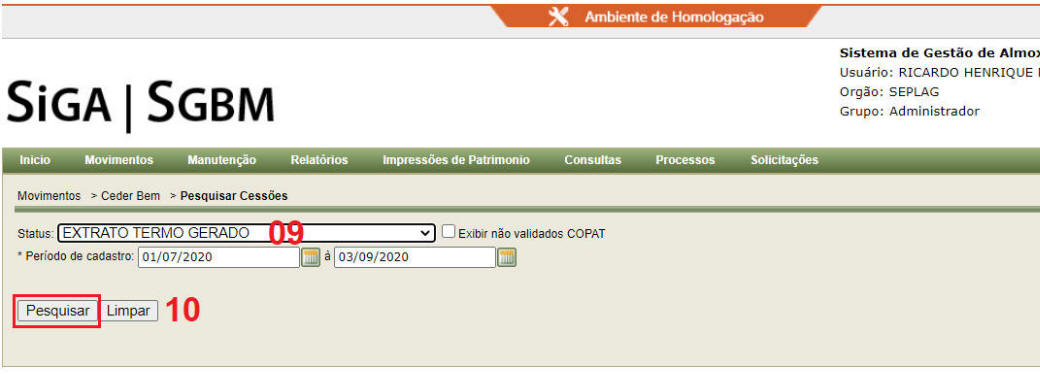 Ambiente de Homologação
Sistema de Gestão de Almox
Usuário: RICARDO HENRIQUE
Orgão: SEPLAG
Grupo: Administrador
SIGA | SGBM
Inicio Movimentos Manutenção Relatórios Impressões de Patrimonio Consultas Processos Solicitações
Movimentos > Ceder Bem > Pesquisar Cessões
Status: EXTRATO TERMO GERADO 09 Exibir não validados COPAT
* Período de cadastro: 01/07/2020 à 03/09/2020
Pesquisar Limpar 10